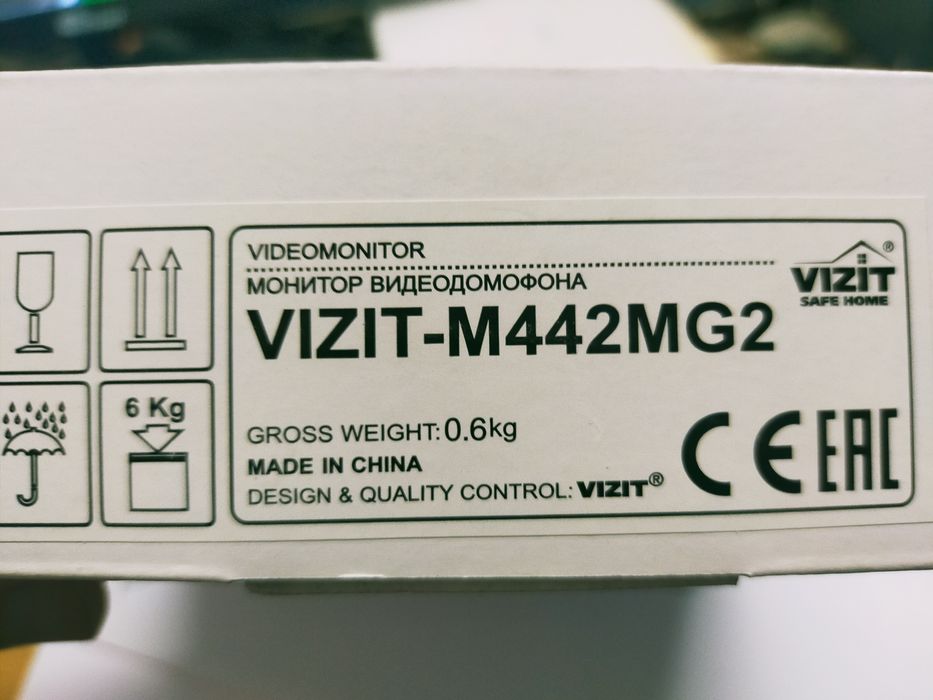 VIDEOMONITOR
МОНИТОР ВИДЕОДОМОФОНА
VIZIT-M442MG2
VIZIT®
SAFE HOME
6 Kg
GROSS WEIGHT: 0.6kg
MADE IN CHINA
DESIGN & QUALITY CONTROL: VIZIT®
CE EAC